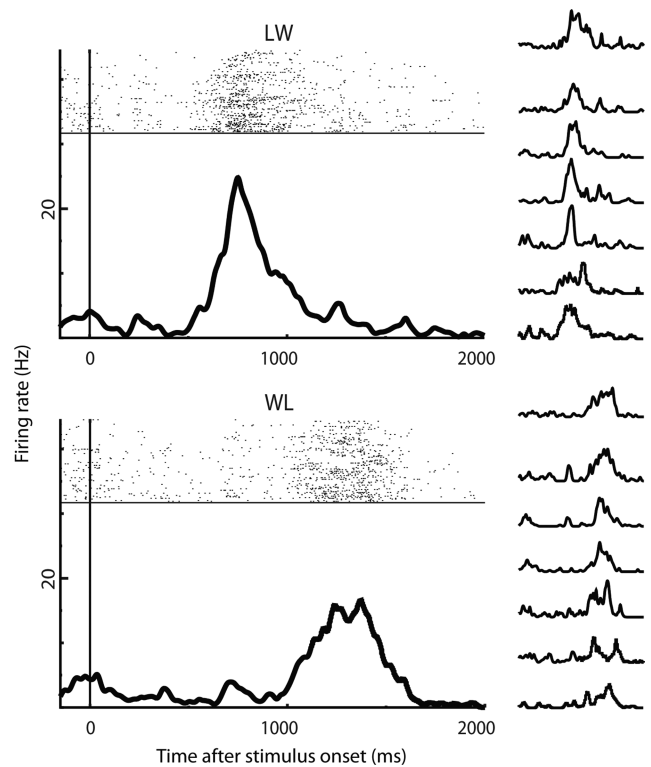 LW
20
0 1000 2000
WL
20
0 1000 2000
Firing rate (Hz)
Time after stimulus onset (ms)